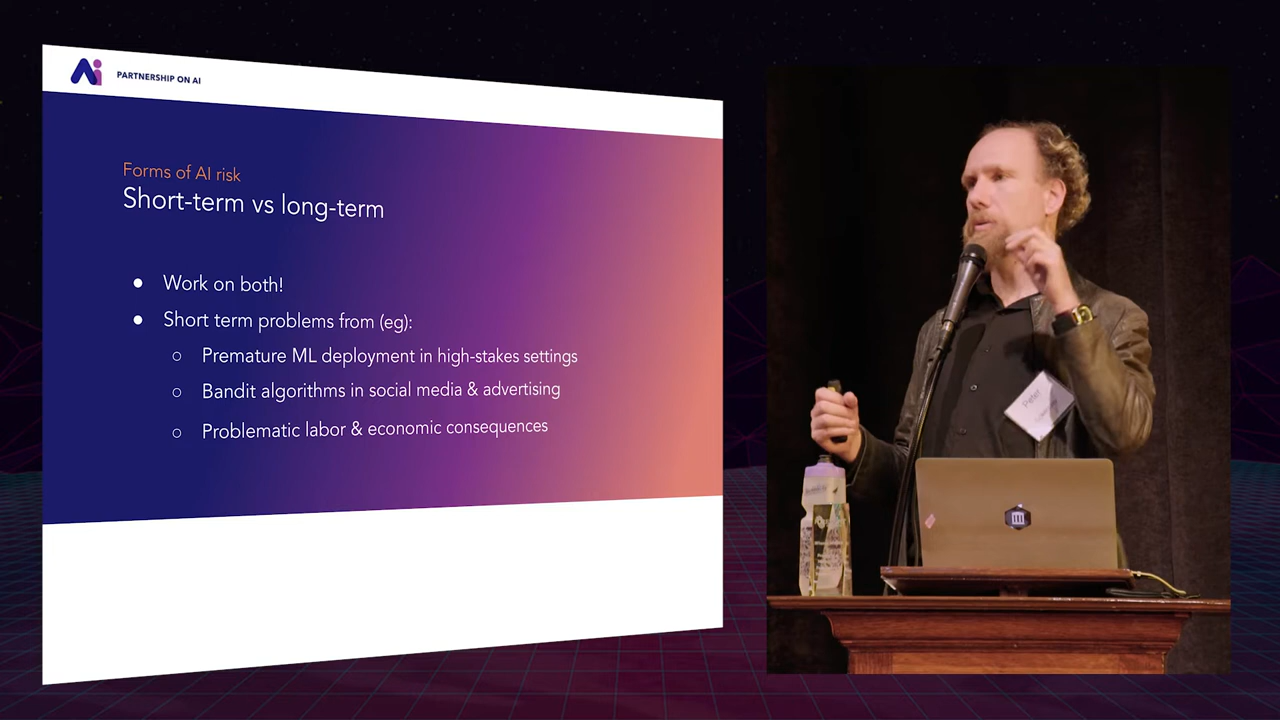 Ai PARTNERSHIP ON AI
Forms of AI risk
Short-term vs long-term
Work on both!
Short term problems from (eg):
Premature ML deployment in high-stakes settings
Bandit algorithms in social media & advertising
Problematic labor & economic consequences
Peter